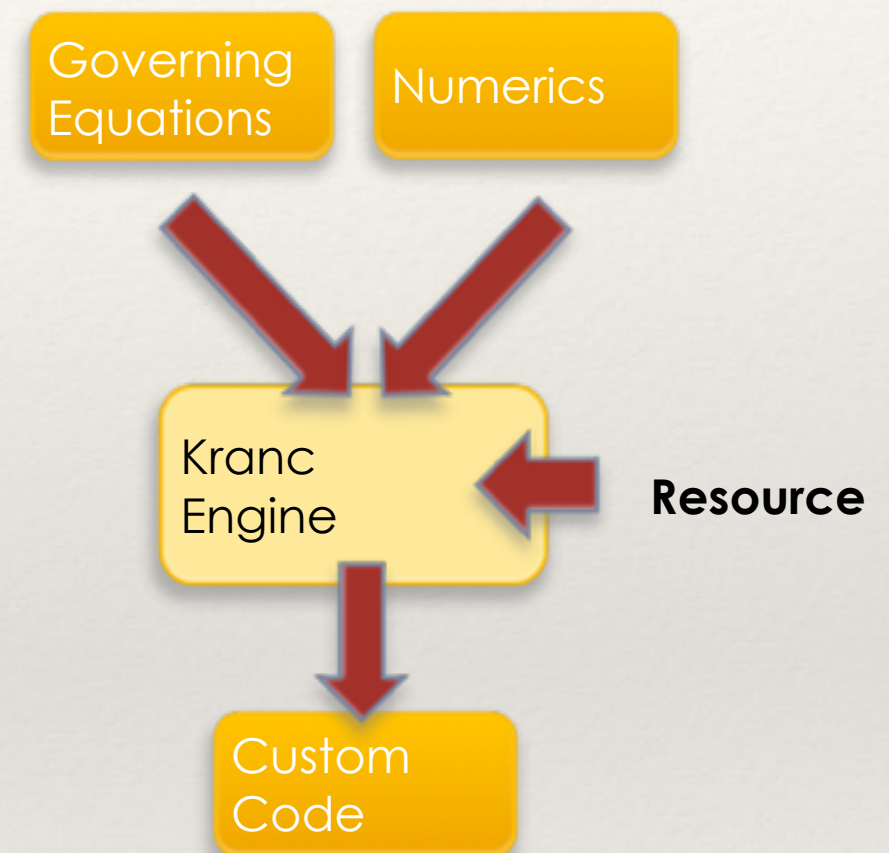 Governing
Equations
Numerics
Kranc
Engine
Resource
Custom
Code